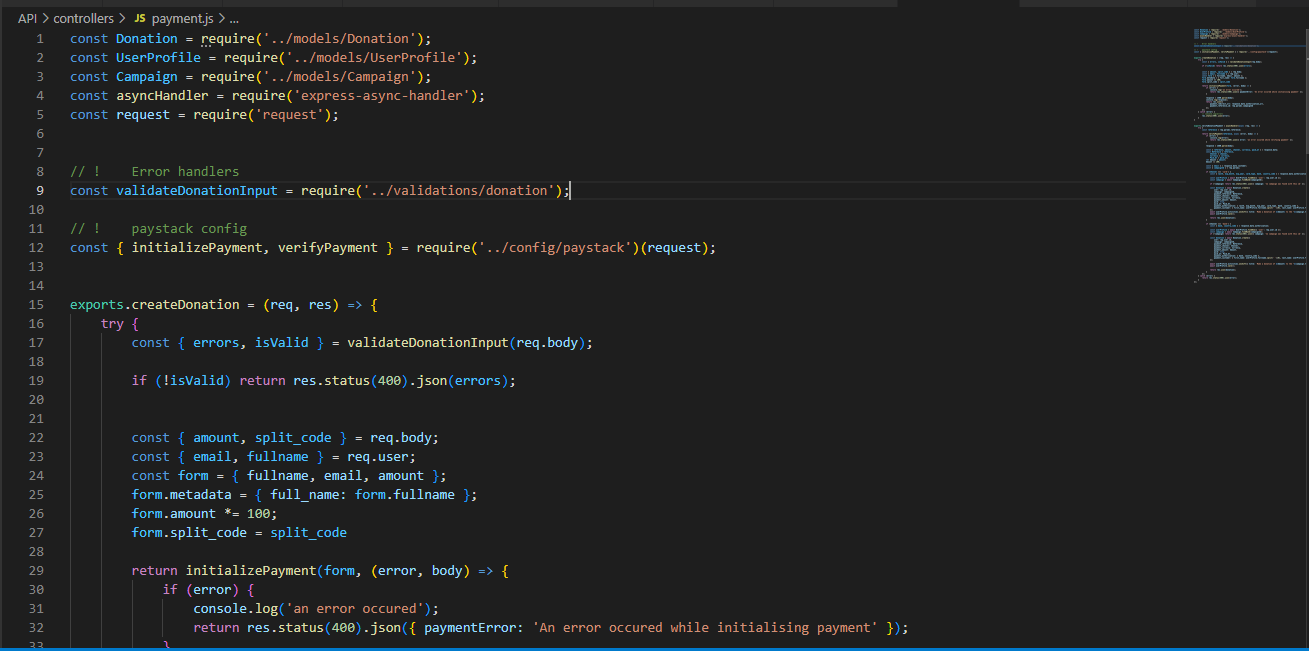 API > controllers > JS payment.js > ...
1 const Donation = require('../models/Donation');
2 const UserProfile = require('../models/UserProfile');
3 const Campaign = require('../models/Campaign');
4 const asyncHandler = require('express-async-handler');
5 const request = require('request');
6
7
8 // ! Error handlers
9 const validateDonationInput = require('../validations/donation');
10
11 // ! paystack config
12 const { initializePayment, verifyPayment } = require('../config/paystack')(request);
13
14
15 exports.createDonation = (req, res) => {
16 try {
17 const { errors, isValid } = validateDonationInput(req.body);
18
19 if (!isValid) return res.status(400).json(errors);
20
21
22 const { amount, split_code } = req.body;
23 const { email, fullname } = req.user;
24 const form = { fullname, email, amount };
25 form.metadata = { full_name: form.fullname };
26 form.amount *= 100;
27 form.split_code = split_code
28
29 return initializePayment(form, (error, body) => {
30 if (error) {
31 console.log('an error occured');
32 return res.status(400).json({ paymentError: 'An error occured while initialising payment' });
33 }